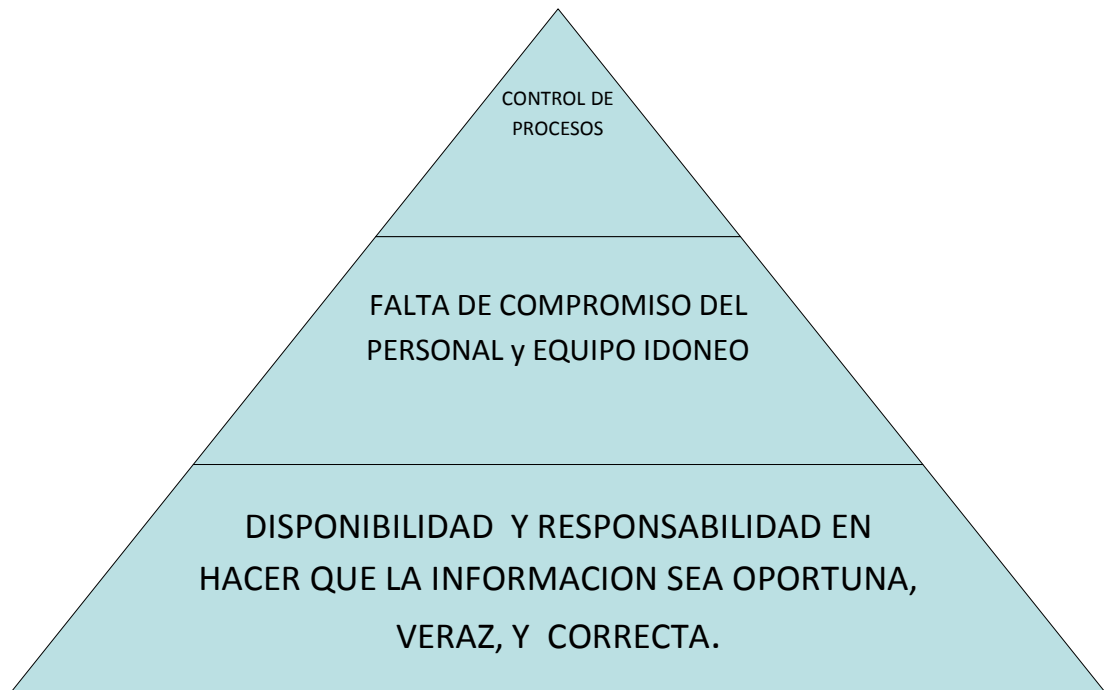 CONTROL DE
PROCESOS
FALTA DE COMPROMISO DEL
PERSONAL y EQUIPO IDONEO
DISPONIBILIDAD Y RESPONSABILIDAD EN
HACER QUE LA INFORMACION SEA OPORTUNA,
VERAZ, Y CORRECTA.